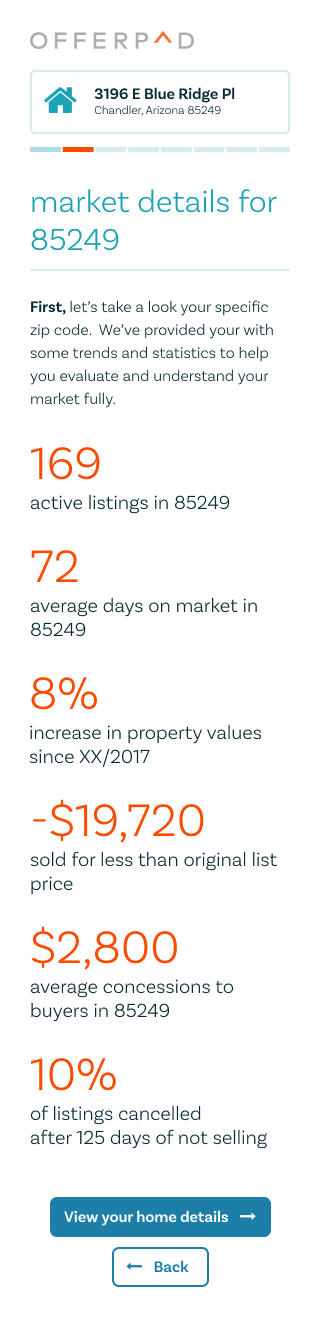 OFFERPAD
3196 E Blue Ridge Pl
Chandler, Arizona 85249
market details for
85249
First, let's take a look your specific
zip code. We've provided your with
some trends and statistics to help
you evaluate and understand your
market fully.
169
active listings in 85249
72
average days on market in
85249
8%
increase in property values
since XX/2017
-$19,720
sold for less than original list
price
$2,800
average concessions to
buyers in 85249
10%
of listings cancelled
after 125 days of not selling
View your home details →
← Back